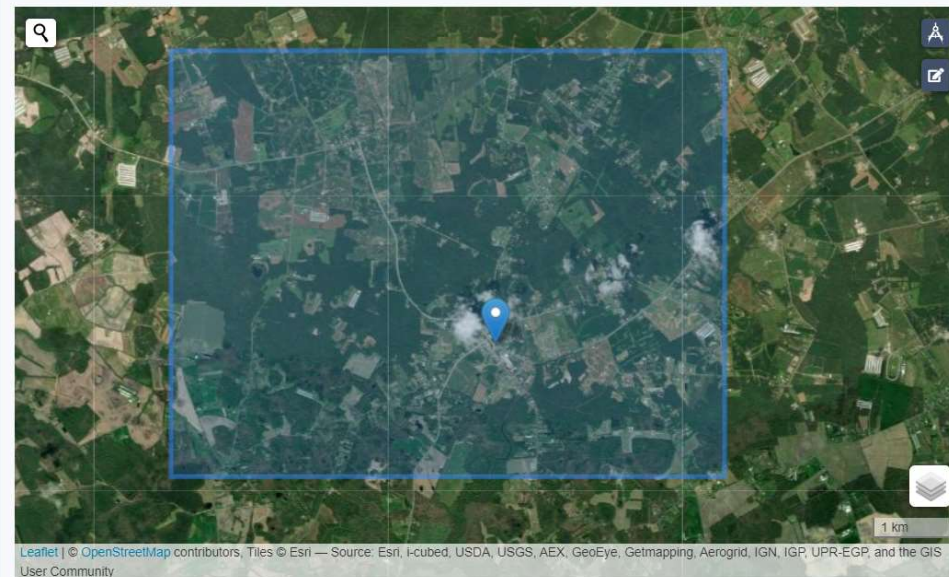 1 km
Leaflet | © OpenStreetMap contributors, Tiles © Esri — Source: Esri, i-cubed, USDA, USGS, AEX, GeoEye, Getmapping, Aerogrid, IGN, IGP, UPR-EGP, and the GIS
User Community